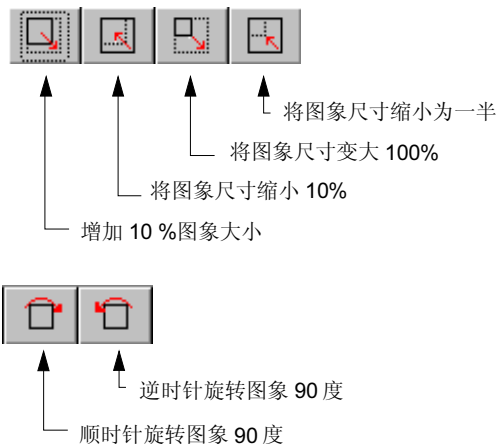 将图象尺寸缩小为一半
将图象尺寸变大 100%
将图象尺寸缩小 10%
增加 10 %图象大小
逆时针旋转图象 90 度
顺时针旋转图象 90 度